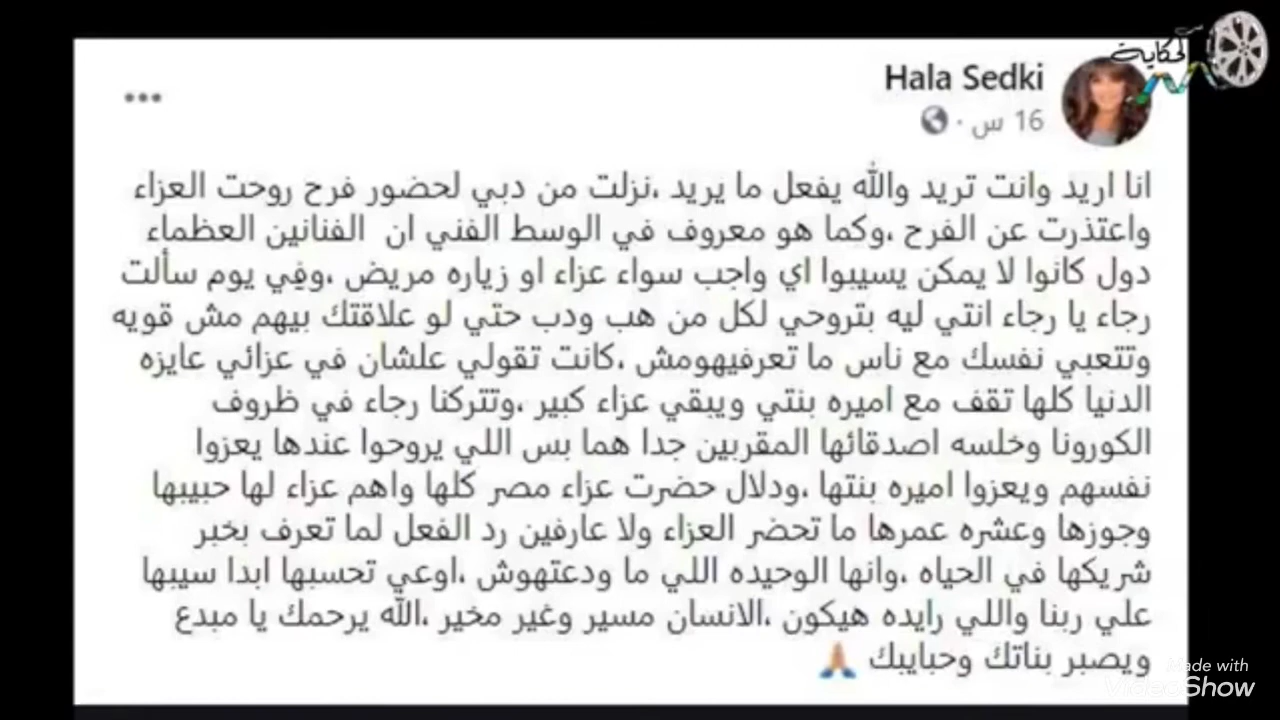 الحكاية
Hala Sedki
16 س ·
انا اريد وانت تريد والله يفعل ما يريد ،نزلت من دبي لحضور فرح روحت العزاء
واعتذرت عن الفرح ،وكما هو معروف في الوسط الفني ان الفنانين العظماء
دول كانوا لا يمكن يسيبوا اي واجب سواء عزاء او زياره مريض ،وفِي يوم سألت
رجاء يا رجاء انتي ليه بتروحي لكل من هب ودب حتي لو علاقتك بيهم مش قويه
وتتعبي نفسك مع ناس ما تعرفيهومش ،كانت تقولي علشان في عزائي عايزه
الدنيا كلها تقف مع اميره بنتي ويبقي عزاء كبير ،وتتركنا رجاء في ظروف
الكورونا وخلسه اصدقائها المقربين جدا هما بس اللي يروحوا عندها يعزوا
نفسهم ويعزوا اميره بنتها ،ودلال حضرت عزاء مصر كلها واهم عزاء لها حبيبها
وجوزها وعشره عمرها ما تحضر العزاء ولا عارفين رد الفعل لما تعرف بخبر
شريكها في الحياه ،وانها الوحيده اللي ما ودعتهوش ،اوعي تحسبها ابدا سيبها
علي ربنا واللي رايده هيكون ،الانسان مسير وغير مخير ،الله يرحمك يا مبدع
ويصبر بناتك وحبايبك 🙏
Made with
VideoShow